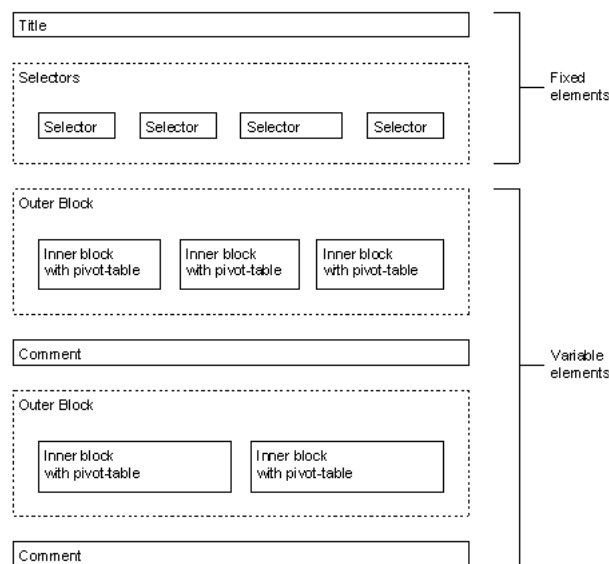 Title
Selectors
Selector Selector Selector Selector
Fixed
elements
Outer Block
Inner block Inner block Inner block
with pivot-table with pivot-table with pivot-table
Comment
Variable
elements
Outer Block
Inner block Inner block
with pivot-table with pivot-table
Comment